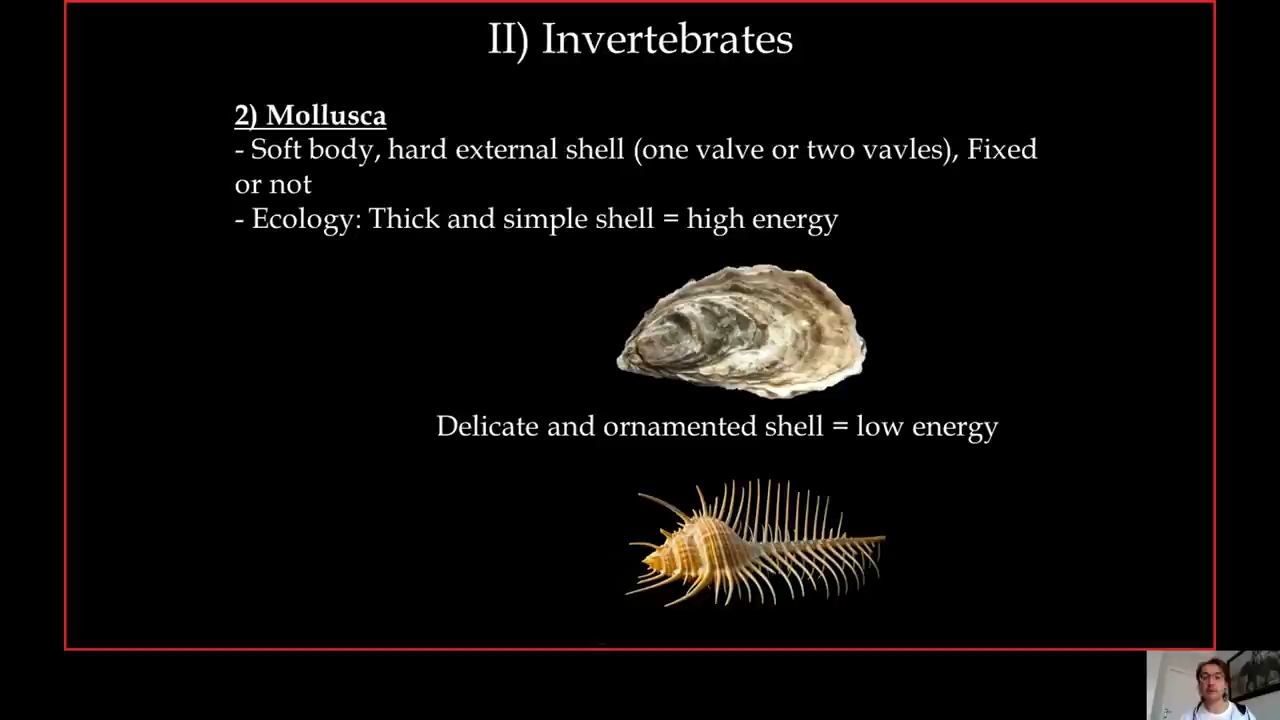 II) Invertebrates
2) Mollusca
- Soft body, hard external shell (one valve or two vavles), Fixed
or not
- Ecology: Thick and simple shell = high energy
Delicate and ornamented shell = low energy